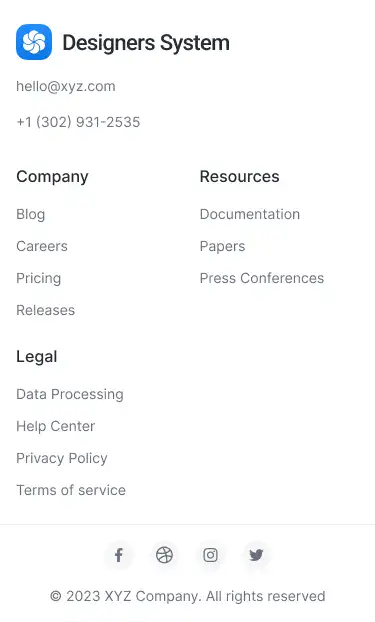 Designers System
hello@xyz.com
+1 (302) 931-2535
Company
Blog
Careers
Pricing
Releases
Resources
Documentation
Papers
Press Conferences
Legal
Data Processing
Help Center
Privacy Policy
Terms of service
© 2023 XYZ Company. All rights reserved